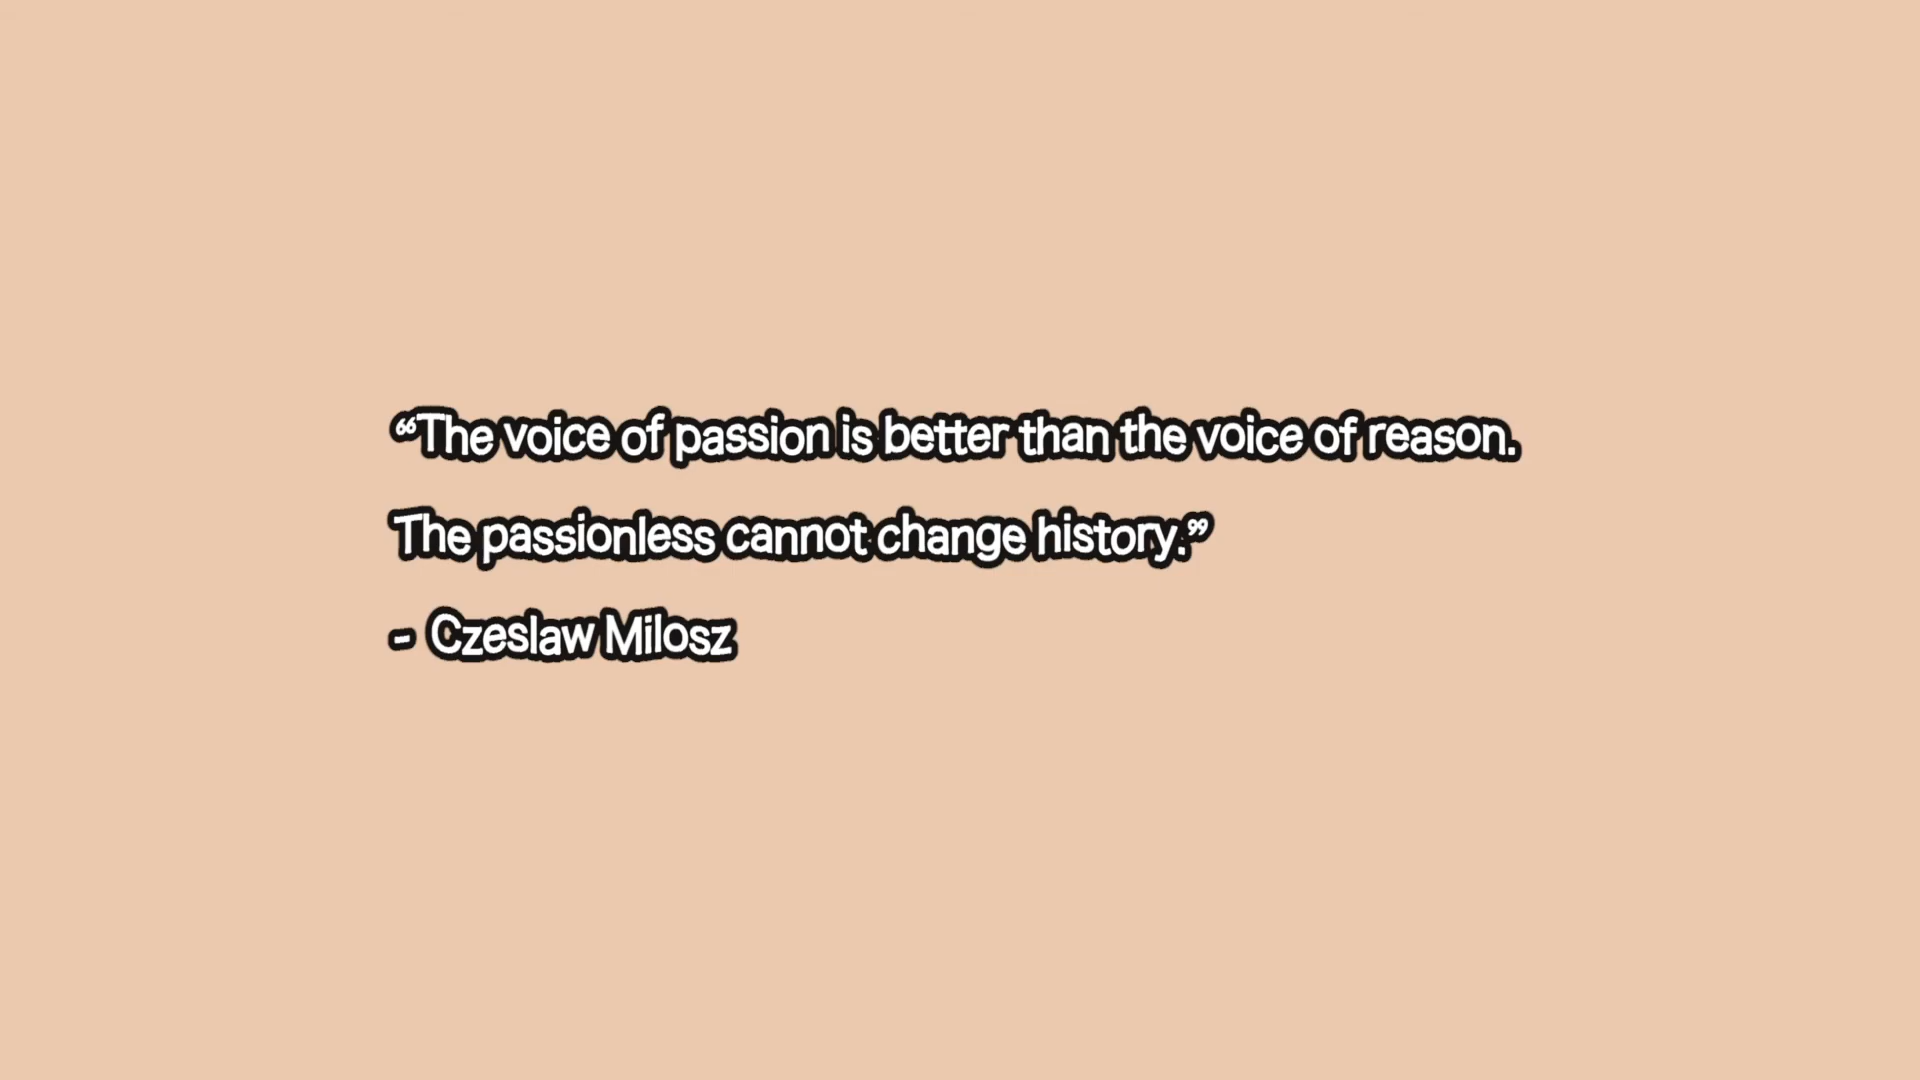 “The voice of passion is better than the voice of reason.
The passionless cannot change history.”
- Czeslaw Milosz